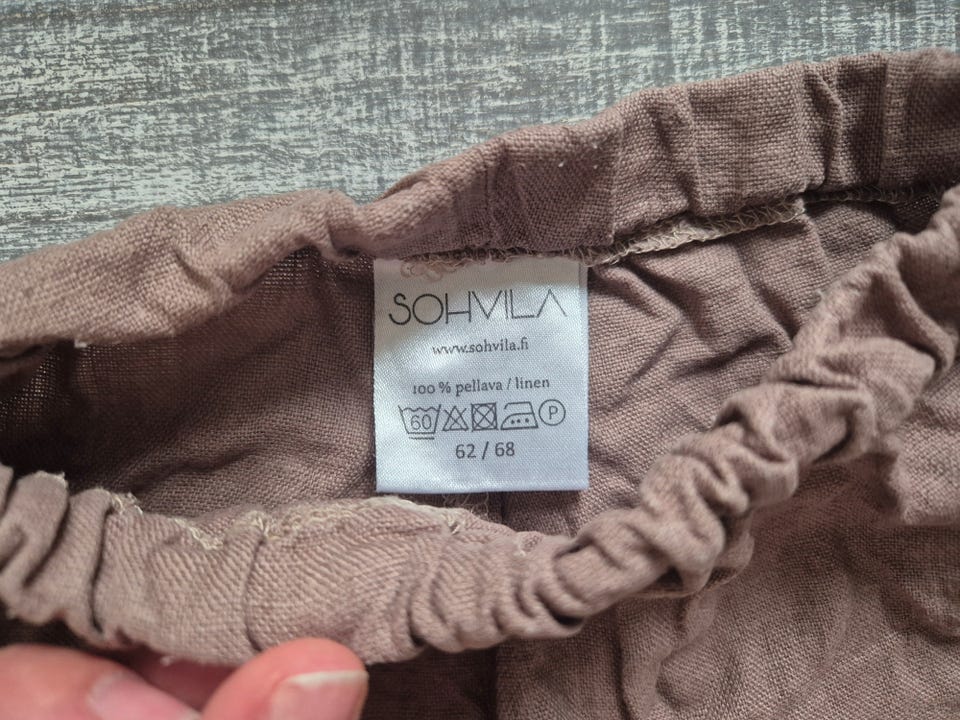 SOHVILA
www.sohvila.fi
100 % pellava / linen
60 P
62 / 68